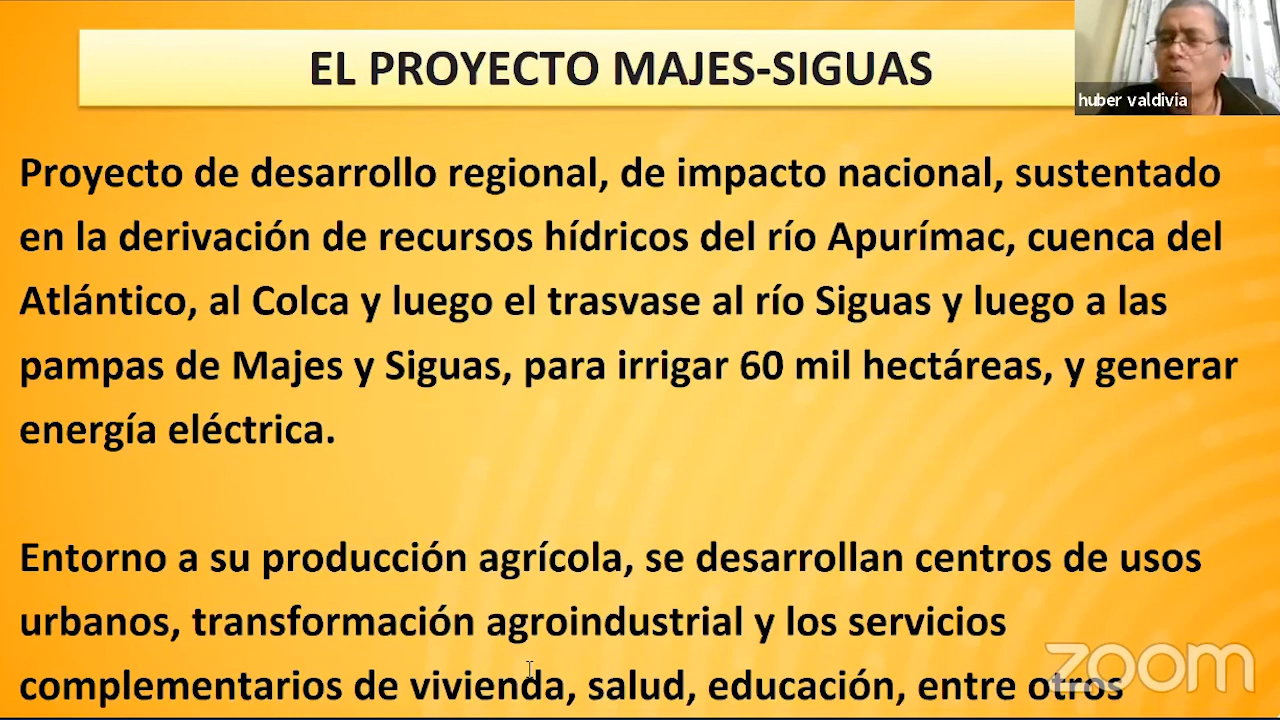 EL PROYECTO MAJES-SIGUAS
huber valdivia
Proyecto de desarrollo regional, de impacto nacional, sustentado
en la derivación de recursos hídricos del río Apurímac, cuenca del
Atlántico, al Colca y luego el trasvase al río Siguas y luego a las
pampas de Majes y Siguas, para irrigar 60 mil hectáreas, y generar
energía eléctrica.
Entorno a su producción agrícola, se desarrollan centros de usos
urbanos, transformación agroindustrial y los servicios
complementarios de vivienda, salud, educación, entre otros
zoom